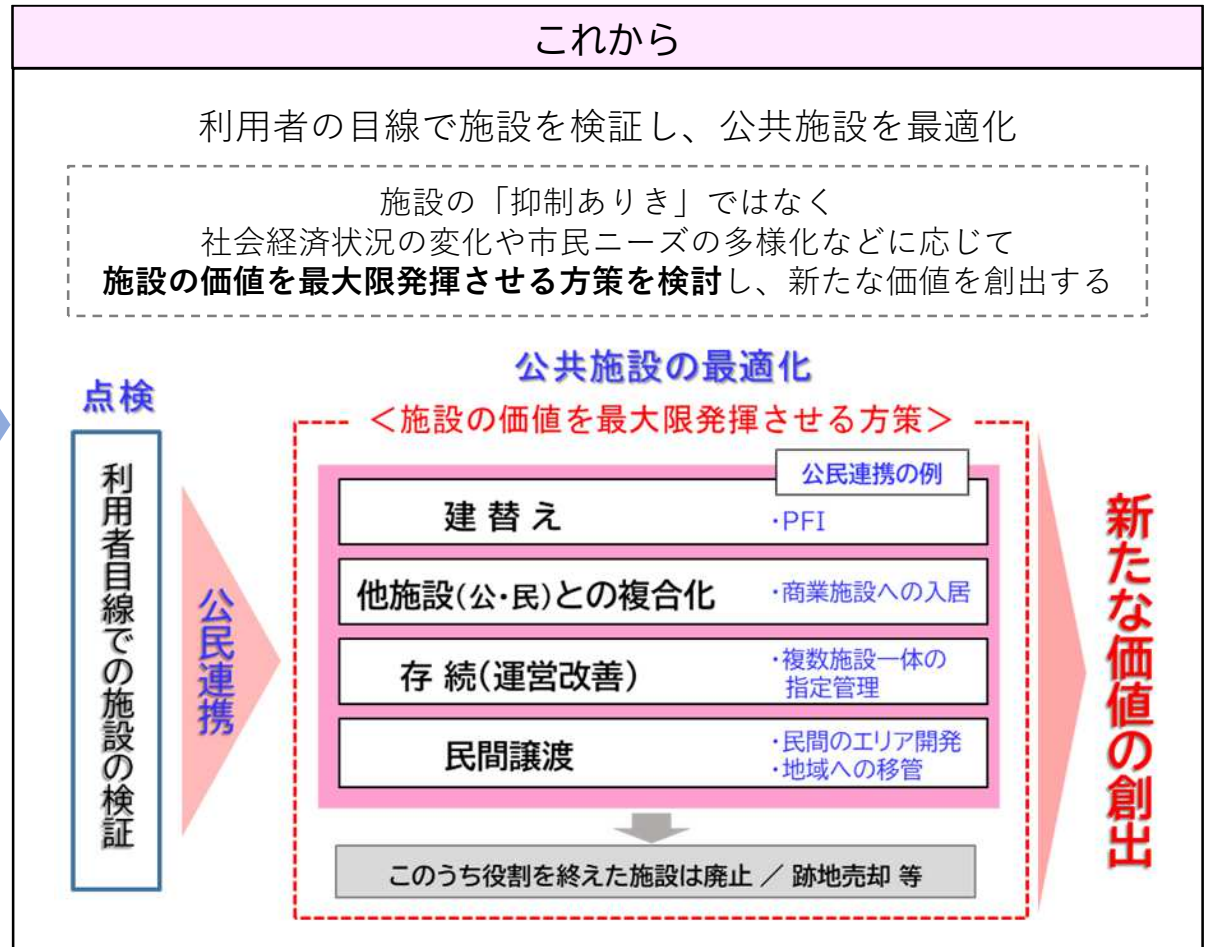 これから
利用者の目線で施設を検証し、公共施設を最適化
施設の「抑制ありき」ではなく
社会経済状況の変化や市民ニーズの多様化などに応じて
施設の価値を最大限発揮させる方策を検討し、新たな価値を創出する
点検
利用者目線での施設の検証
公民連携
公共施設の最適化
<施設の価値を最大限発揮させる方策>
公民連携の例
建 替 え
・PFI
他施設(公・民)との複合化
・商業施設への入居
存 続(運営改善)
・複数施設一体の
指定管理
民間譲渡
・民間のエリア開発
・地域への移管
このうち役割を終えた施設は廃止 / 跡地売却 等
新たな価値の創出